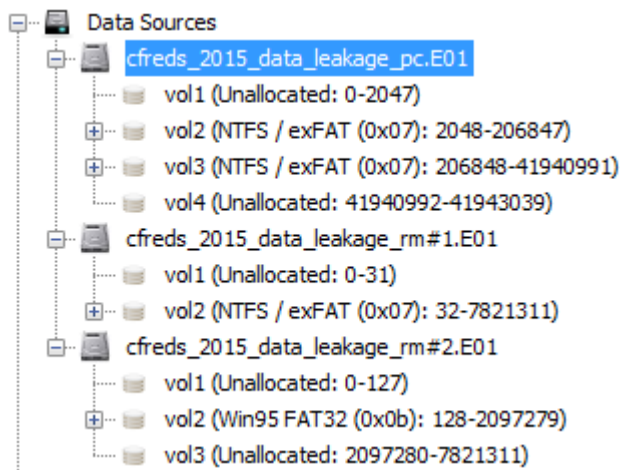 Data Sources
cfreds_2015_data_leakage_pc.E01
vol1 (Unallocated: 0-2047)
vol2 (NTFS / exFAT (0x07): 2048-206847)
vol3 (NTFS / exFAT (0x07): 206848-41940991)
vol4 (Unallocated: 41940992-41943039)
cfreds_2015_data_leakage_rm#1.E01
vol1 (Unallocated: 0-31)
vol2 (NTFS / exFAT (0x07): 32-7821311)
cfreds_2015_data_leakage_rm#2.E01
vol1 (Unallocated: 0-127)
vol2 (Win95 FAT32 (0x0b): 128-2097279)
vol3 (Unallocated: 2097280-7821311)